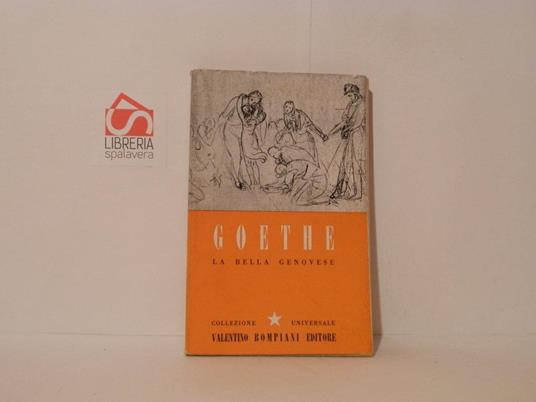 LIBRERIA
spalavera
GOETHE
LA BELLA GENOVESE
COLLEZIONE UNIVERSALE
VALENTINO BOMPIANI EDITORE